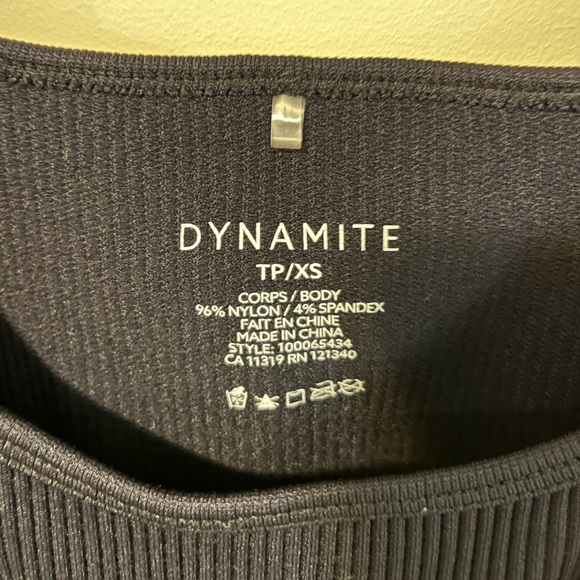 DYNAMITE
TP/XS
CORPS / BODY
96% NYLON / 4% SPANDEX
FAIT EN CHINE
MADE IN CHINA
STYLE: 100065434
CA 11319 RN 121340